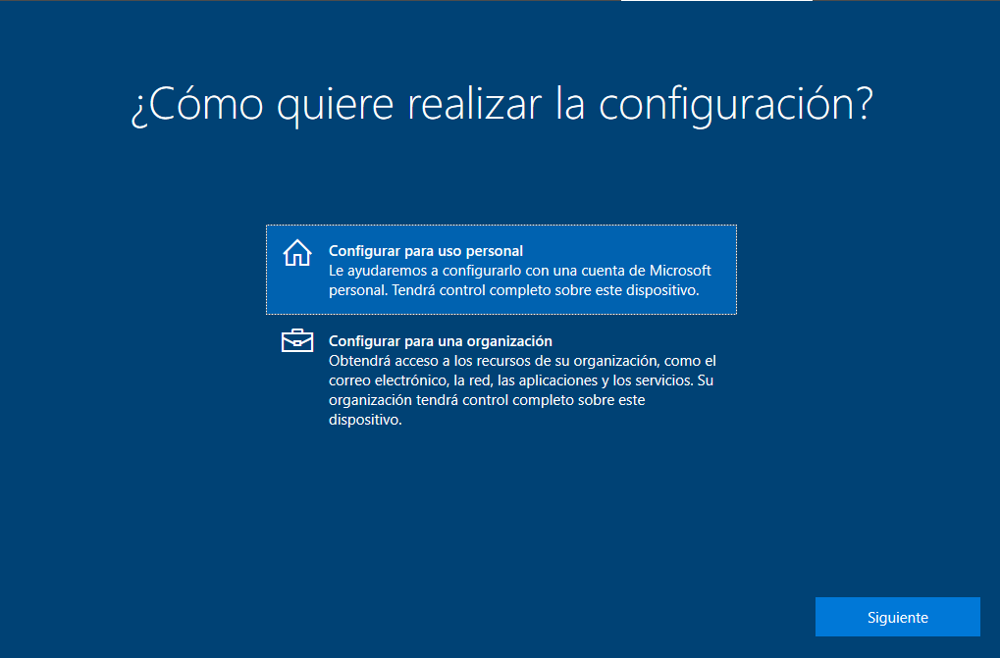 ¿Cómo quiere realizar la configuración?
Configurar para uso personal
Le ayudaremos a configurarlo con una cuenta de Microsoft
personal. Tendrá control completo sobre este dispositivo.
Configurar para una organización
Obtendrá acceso a los recursos de su organización, como el
correo electrónico, la red, las aplicaciones y los servicios. Su
organización tendrá control completo sobre este
dispositivo.
Siguiente